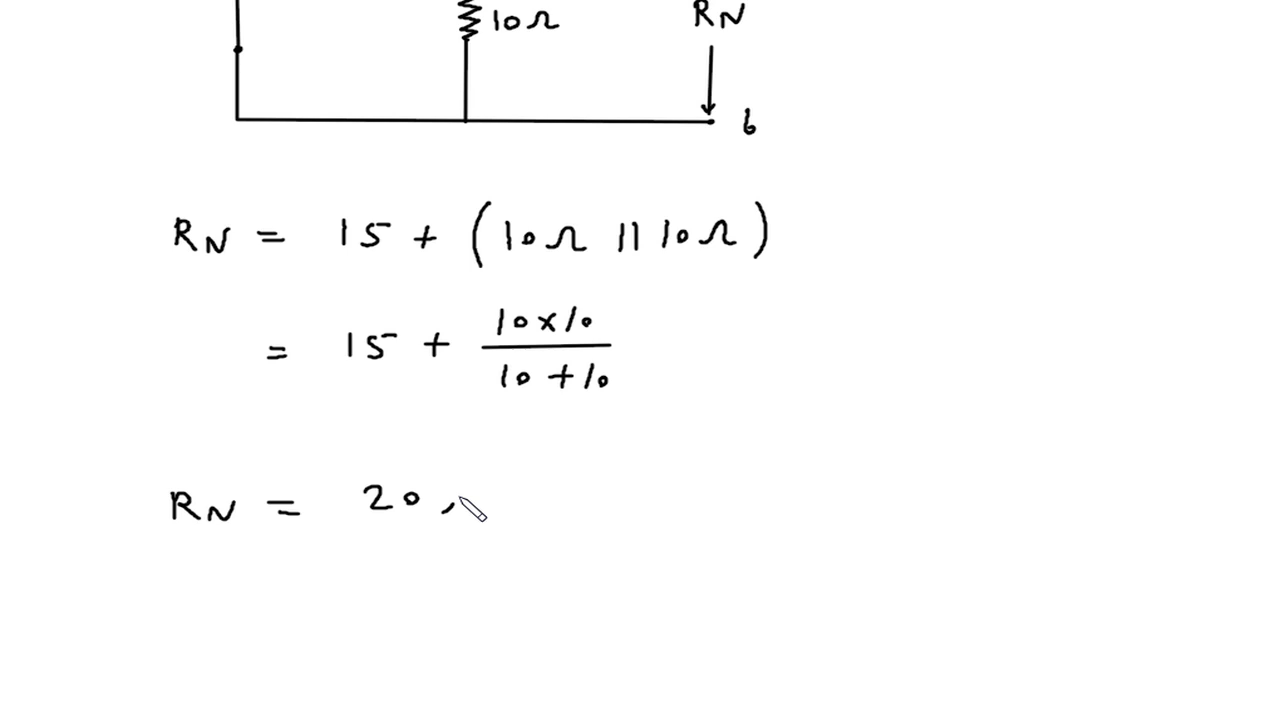 10Ω
RN
b
RN = 15 + (10Ω || 10Ω)
= 15 + 10×10
10+10
RN = 20